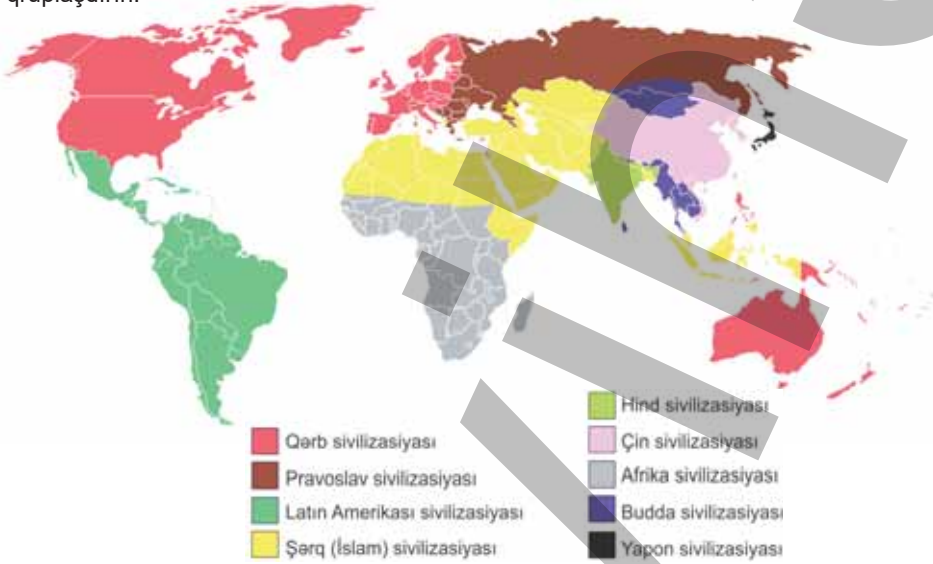 qruplaşdırın.
Qərb sivilizasiyası
Pravoslav sivilizasiyası
Latın Amerikası sivilizasiyası
Şərq (İslam) sivilizasiyası
Hind sivilizasiyası
Çin sivilizasiyası
Afrika sivilizasiyası
Budda sivilizasiyası
Yapon sivilizasiyası